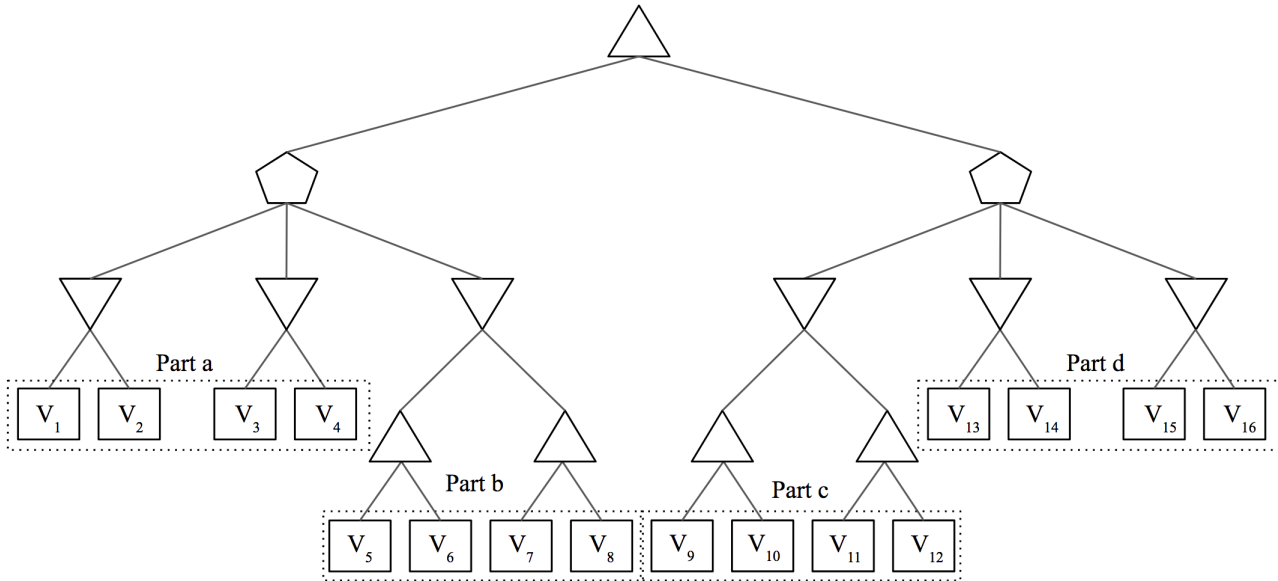 Part a
Part d
V1 V2 V3 V4
V13 V14 V15 V16
Part b
Part c
V5 V6 V7 V8 V9 V10 V11 V12